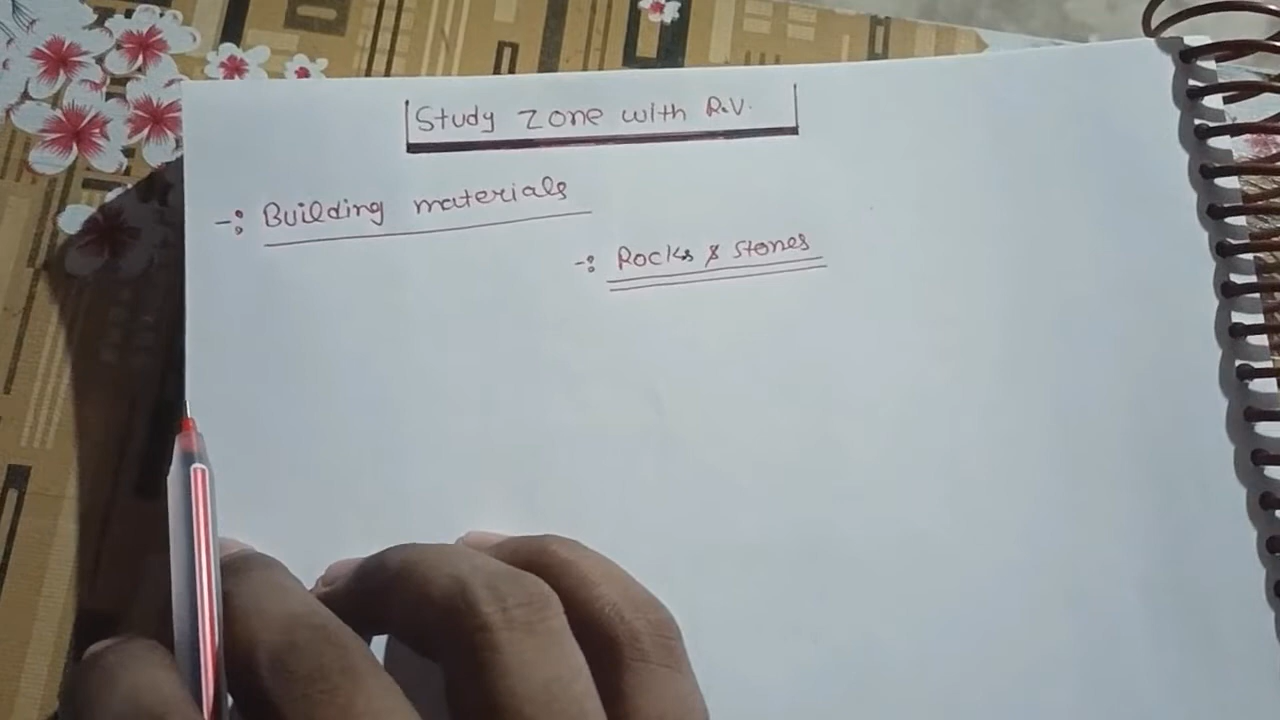 Study Zone with R.V.
-: Building materials
-: Rocks & stones